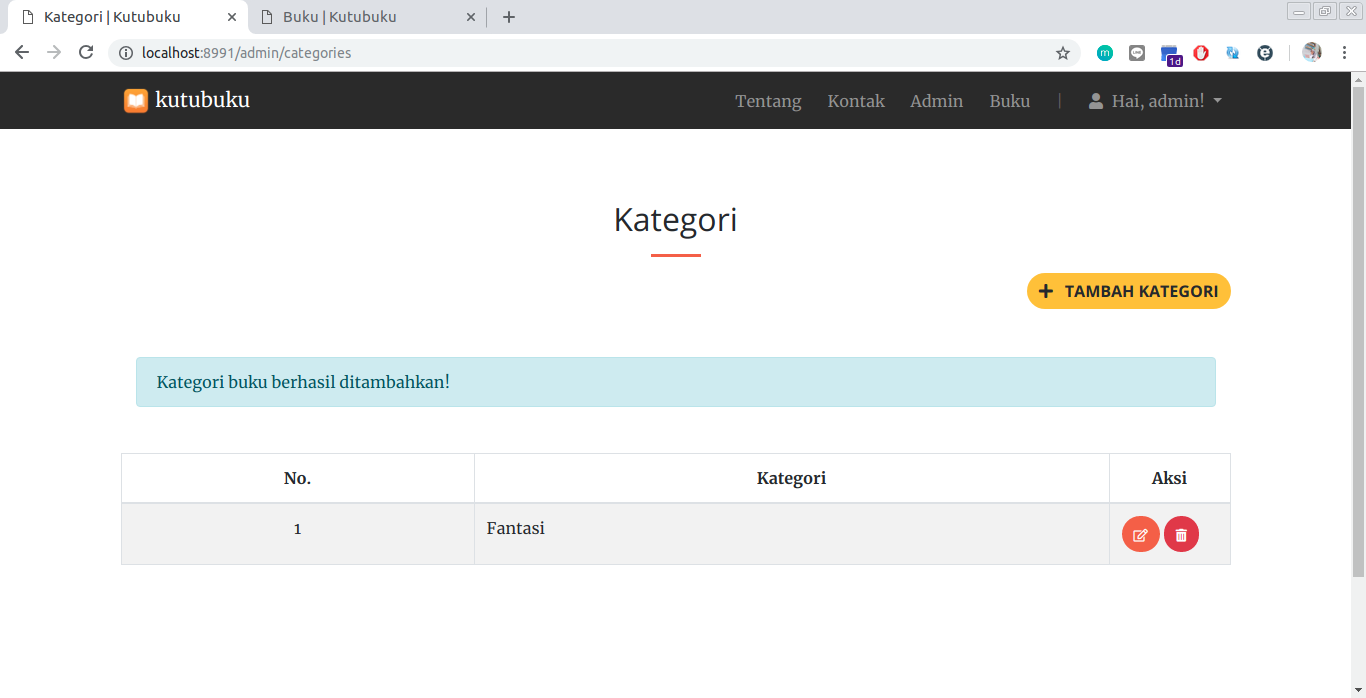 Kategori | Kutubuku
Buku | Kutubuku
localhost:8991/admin/categories
m
LINE
1d
e
kutubuku
Tentang Kontak Admin Buku | Hai, admin!
Kategori
TAMBAH KATEGORI
Kategori buku berhasil ditambahkan!
No. Kategori Aksi
1 Fantasi